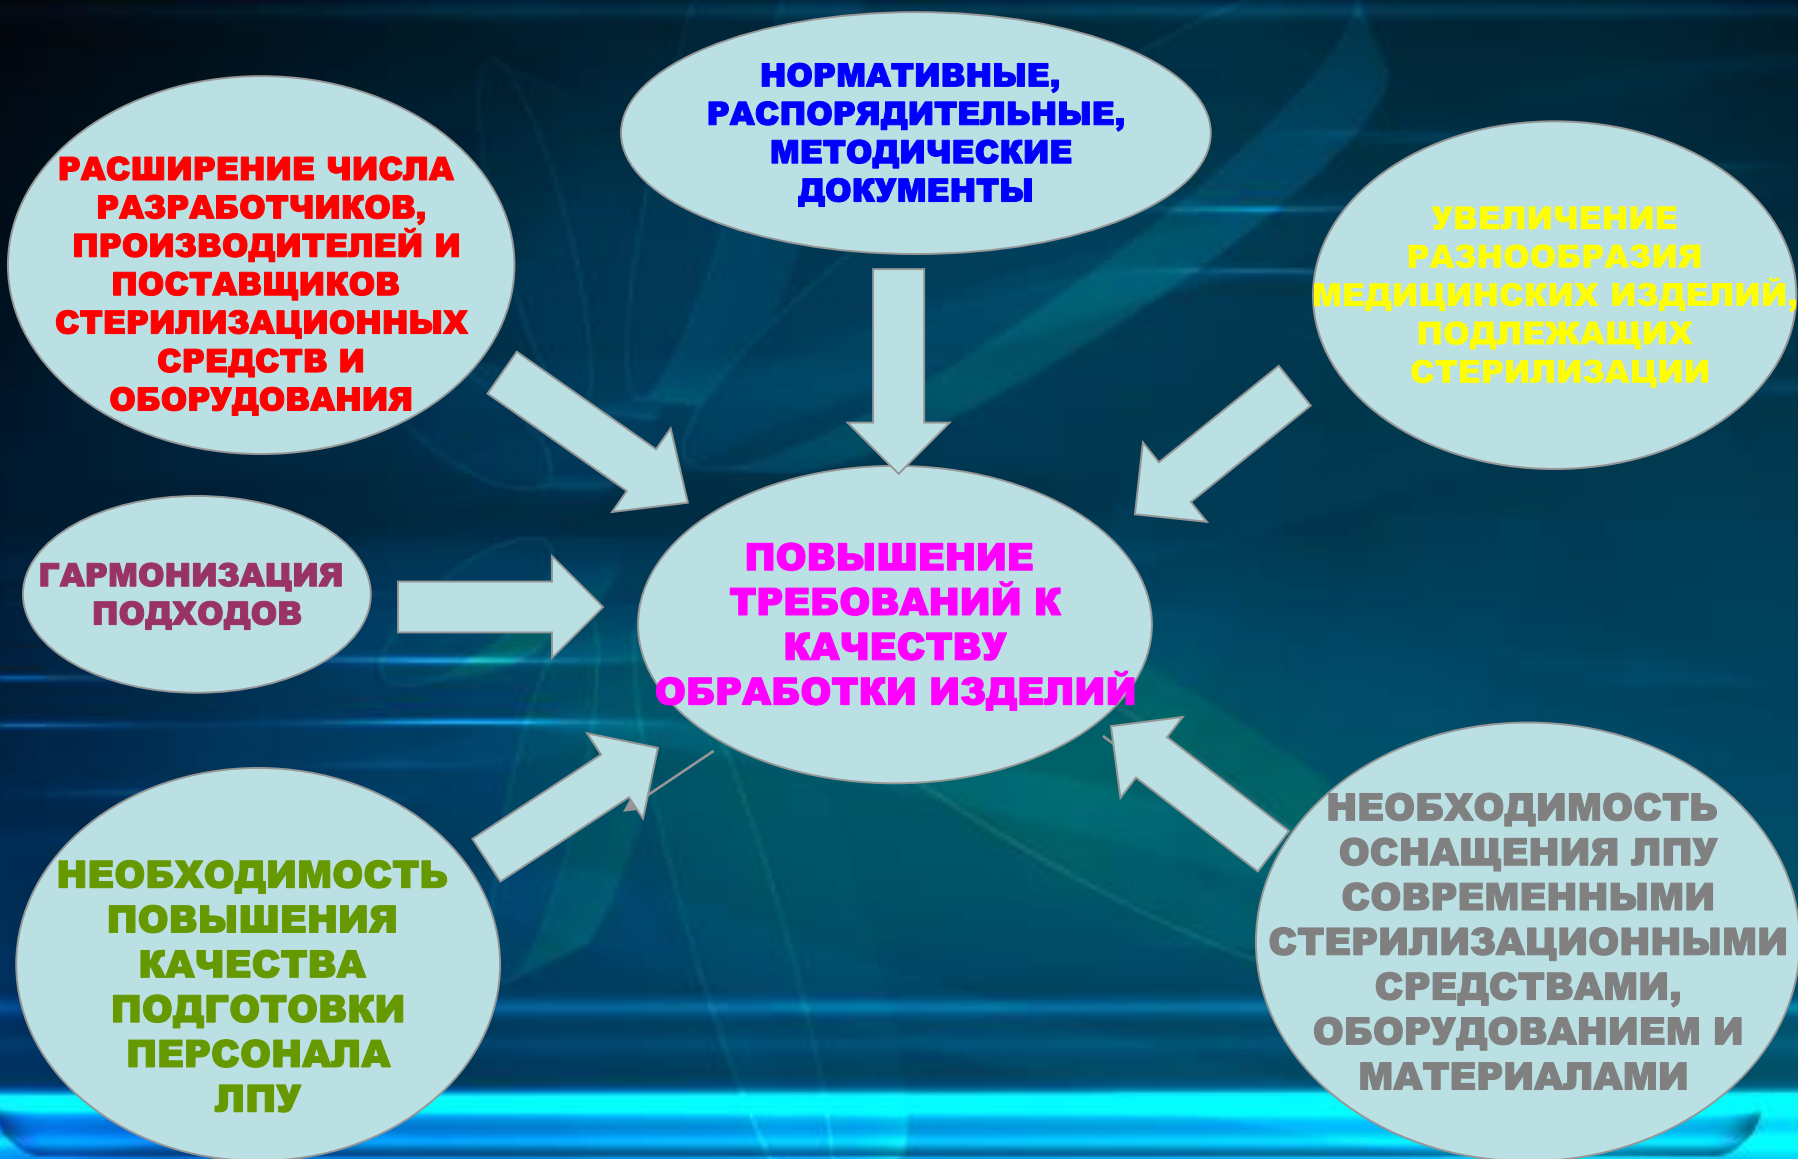 НОРМАТИВНЫЕ,
РАСПОРЯДИТЕЛЬНЫЕ,
МЕТОДИЧЕСКИЕ
ДОКУМЕНТЫ
РАСШИРЕНИЕ ЧИСЛА
РАЗРАБОТЧИКОВ,
ПРОИЗВОДИТЕЛЕЙ И
ПОСТАВЩИКОВ
СТЕРИЛИЗАЦИОННЫХ
СРЕДСТВ И
ОБОРУДОВАНИЯ
УВЕЛИЧЕНИЕ
РАЗНООБРАЗИЯ
МЕДИЦИНСКИХ ИЗДЕЛИЙ,
ПОДЛЕЖАЩИХ
СТЕРИЛИЗАЦИИ
ГАРМОНИЗАЦИЯ
ПОДХОДОВ
ПОВЫШЕНИЕ
ТРЕБОВАНИЙ К
КАЧЕСТВУ
ОБРАБОТКИ ИЗДЕЛИЙ
НЕОБХОДИМОСТЬ
ПОВЫШЕНИЯ
КАЧЕСТВА
ПОДГОТОВКИ
ПЕРСОНАЛА
ЛПУ
НЕОБХОДИМОСТЬ
ОСНАЩЕНИЯ ЛПУ
СОВРЕМЕННЫМИ
СТЕРИЛИЗАЦИОННЫМИ
СРЕДСТВАМИ,
ОБОРУДОВАНИЕМ И
МАТЕРИАЛАМИ